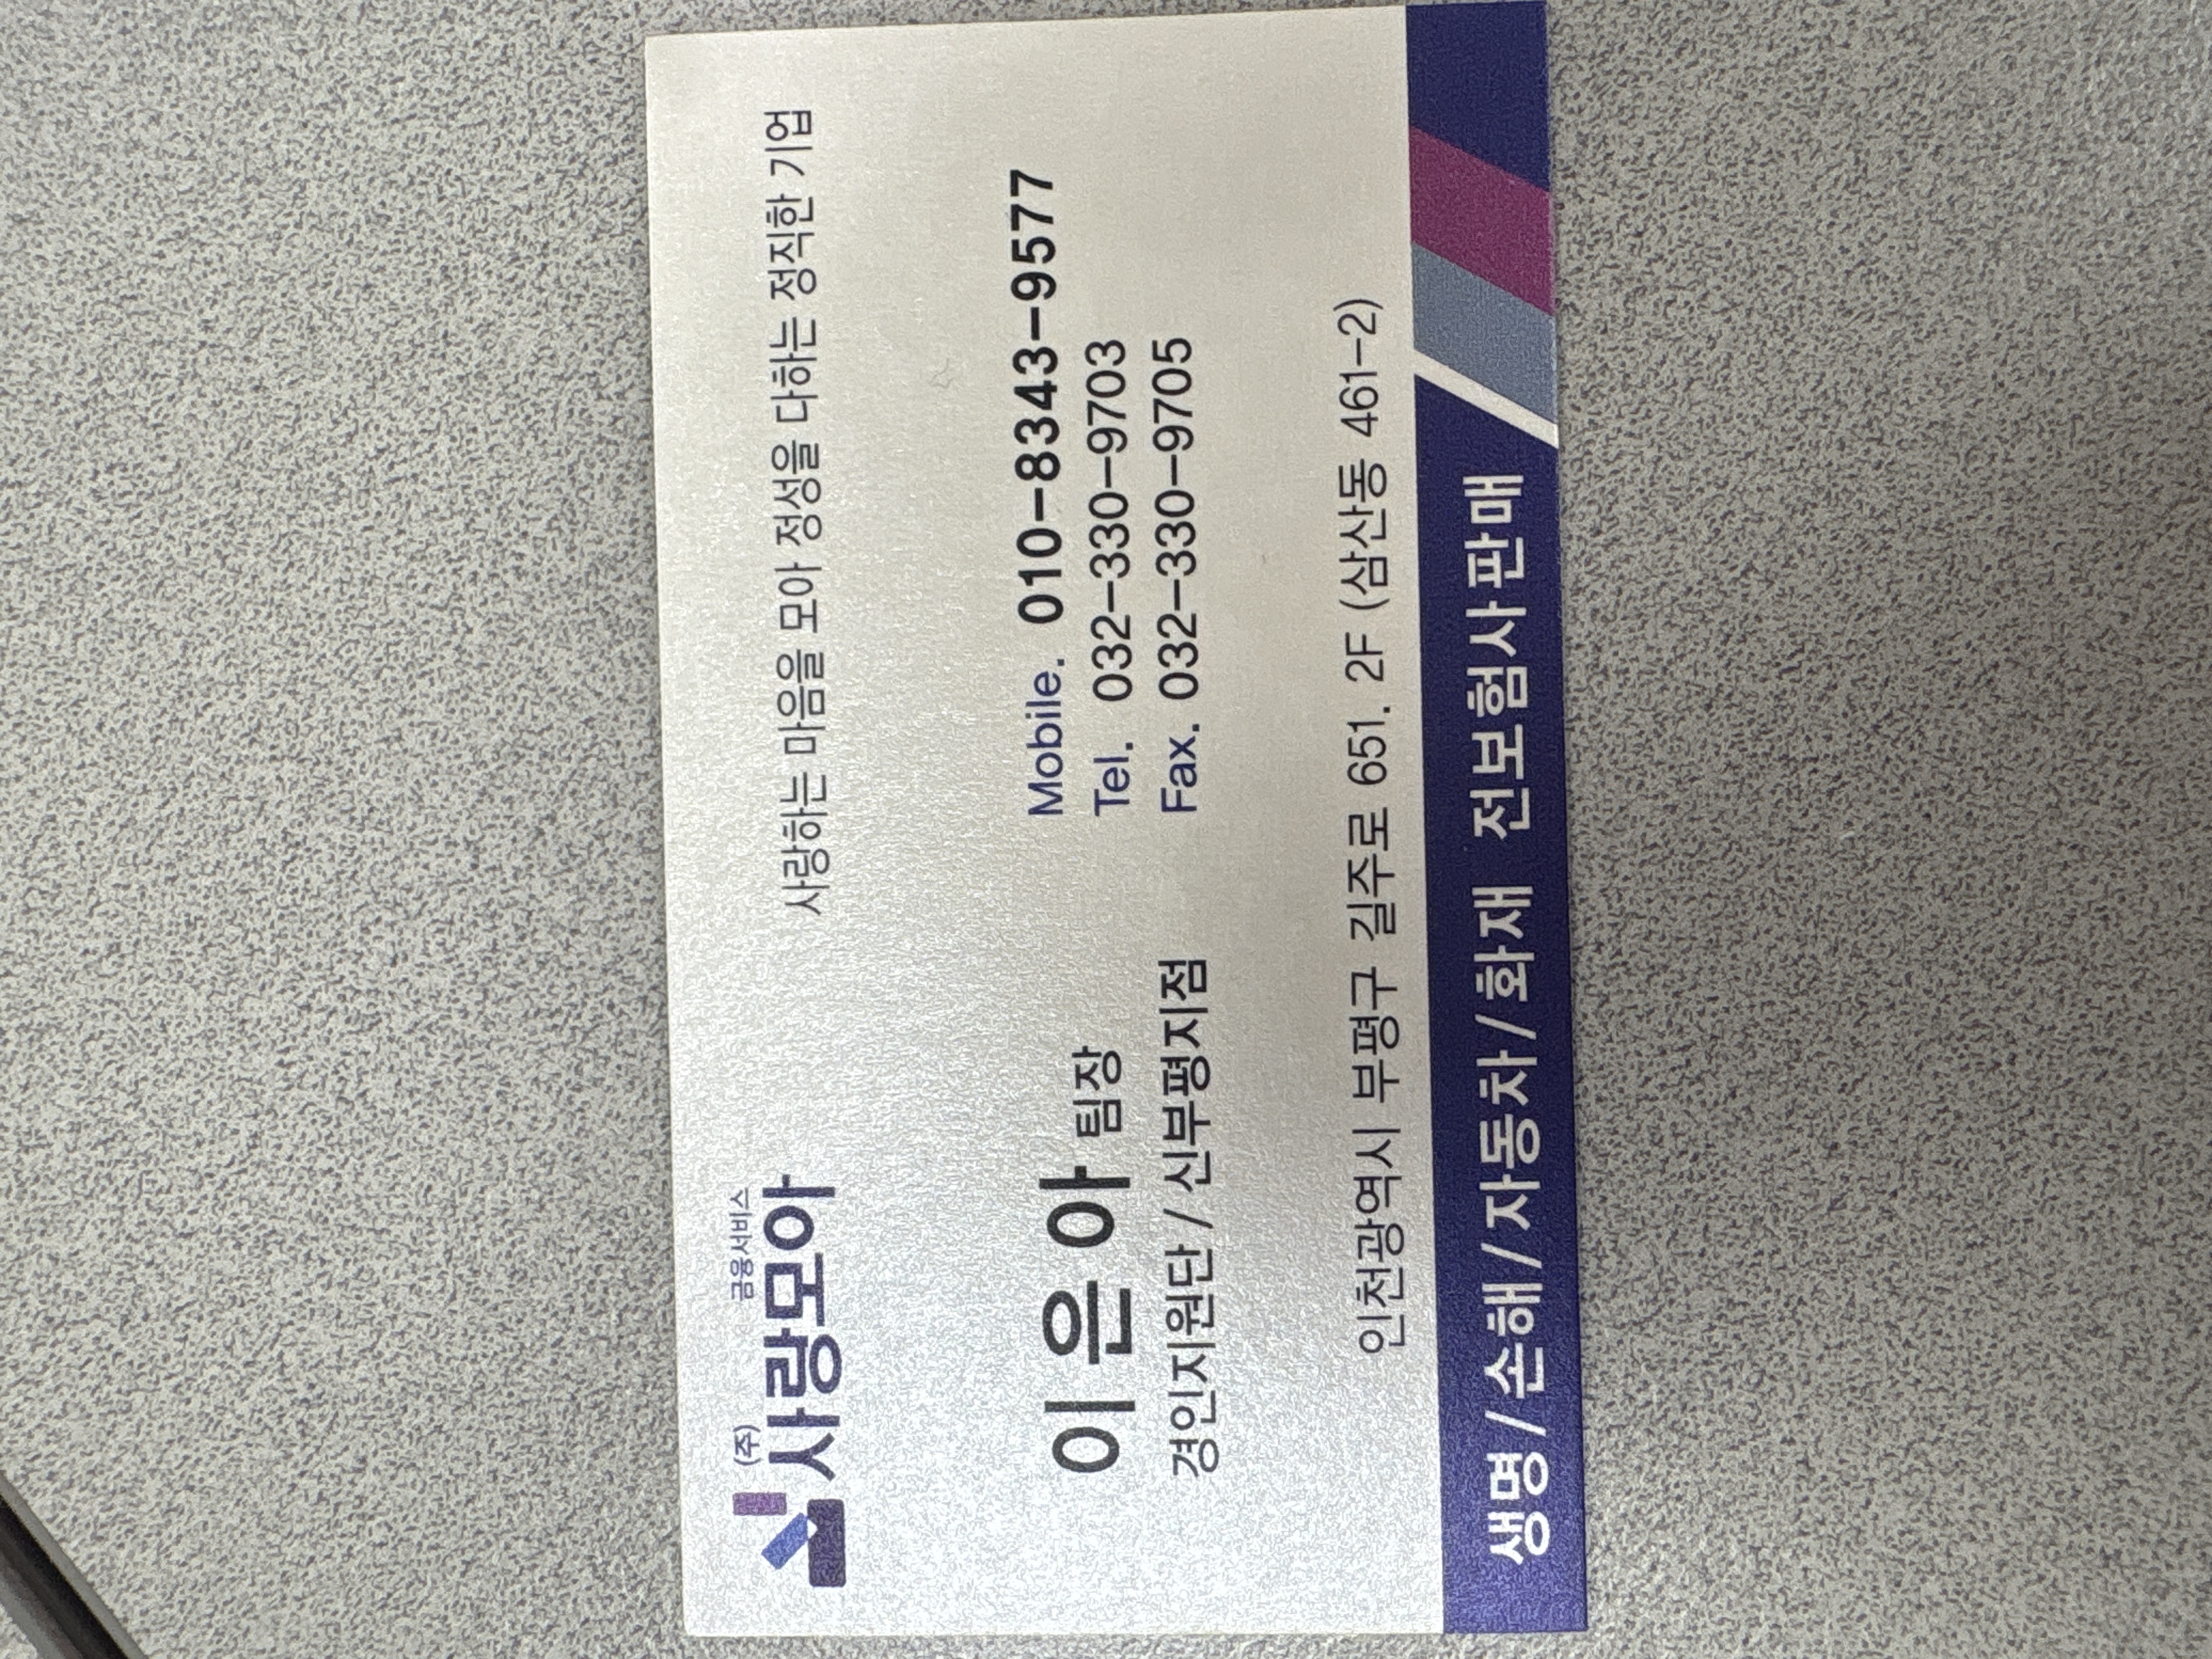 (주) 금융서비스
사랑모아
사랑하는 마음을 모아 정성을 다하는 정직한 기업
이은아 팀장
경인지원단 / 신부평지점
Mobile. 010-8343-9577
Tel. 032-330-9703
Fax. 032-330-9705
인천광역시 부평구 길주로 651. 2F (삼산동 461-2)
생명/손해/자동차/화재 전보험사판매